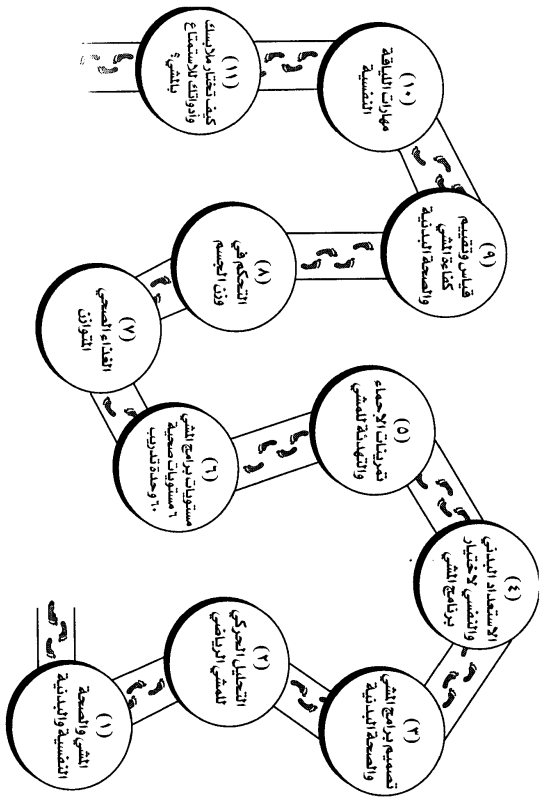 (١)
المشي والصحة
النفسية والبدنية
(٢)
التحليل الحركي
للمشي الرياضي
(٣)
تصميم برامج المشي
والصحة البدنية
(٤)
الاستعداد البدني
والنفسي لاختيار
برنامج المشي
(٥)
تمرينات الإحماء
والتهدئة للمشي
(٦)
مستويات برامج المشي
٦ مستويات صحية
٦٠ وحدة تدريب
(٧)
الغذاء الصحي
المتوازن
(٨)
التحكم في
وزن الجسم
(٩)
قياس وتقييم
كفاءة المشي
والصحة البدنية
(١٠)
مهارات اللياقة
النفسية
(١١)
كيف تختار ملابسك
وأدواتك للاستمتاع
بالمشي؟